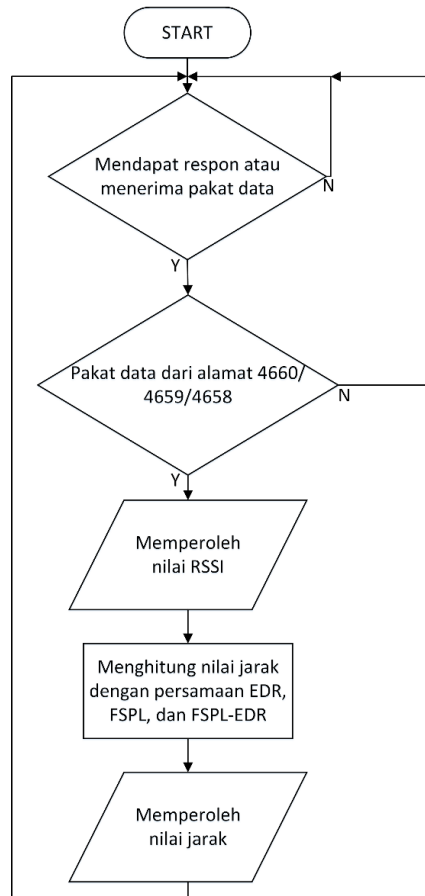 START
Mendapat respon atau
menerima pakat data
N
Y
Pakat data dari alamat 4660/
4659/4658
N
Y
Memperoleh
nilai RSSI
Menghitung nilai jarak
dengan persamaan EDR,
FSPL, dan FSPL-EDR
Memperoleh
nilai jarak